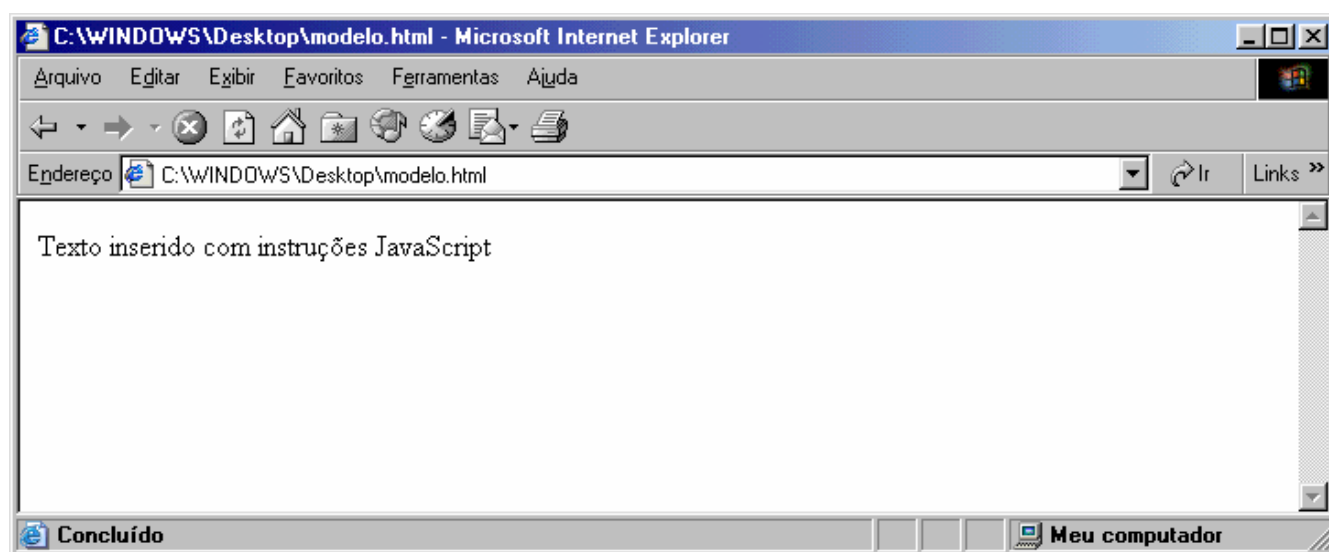 C:\WINDOWS\Desktop\modelo.html - Microsoft Internet Explorer
Arquivo Editar Exibir Favoritos Ferramentas Ajuda
Endereço C:\WINDOWS\Desktop\modelo.html Ir Links »
Texto inserido com instruções JavaScript
Concluído Meu computador